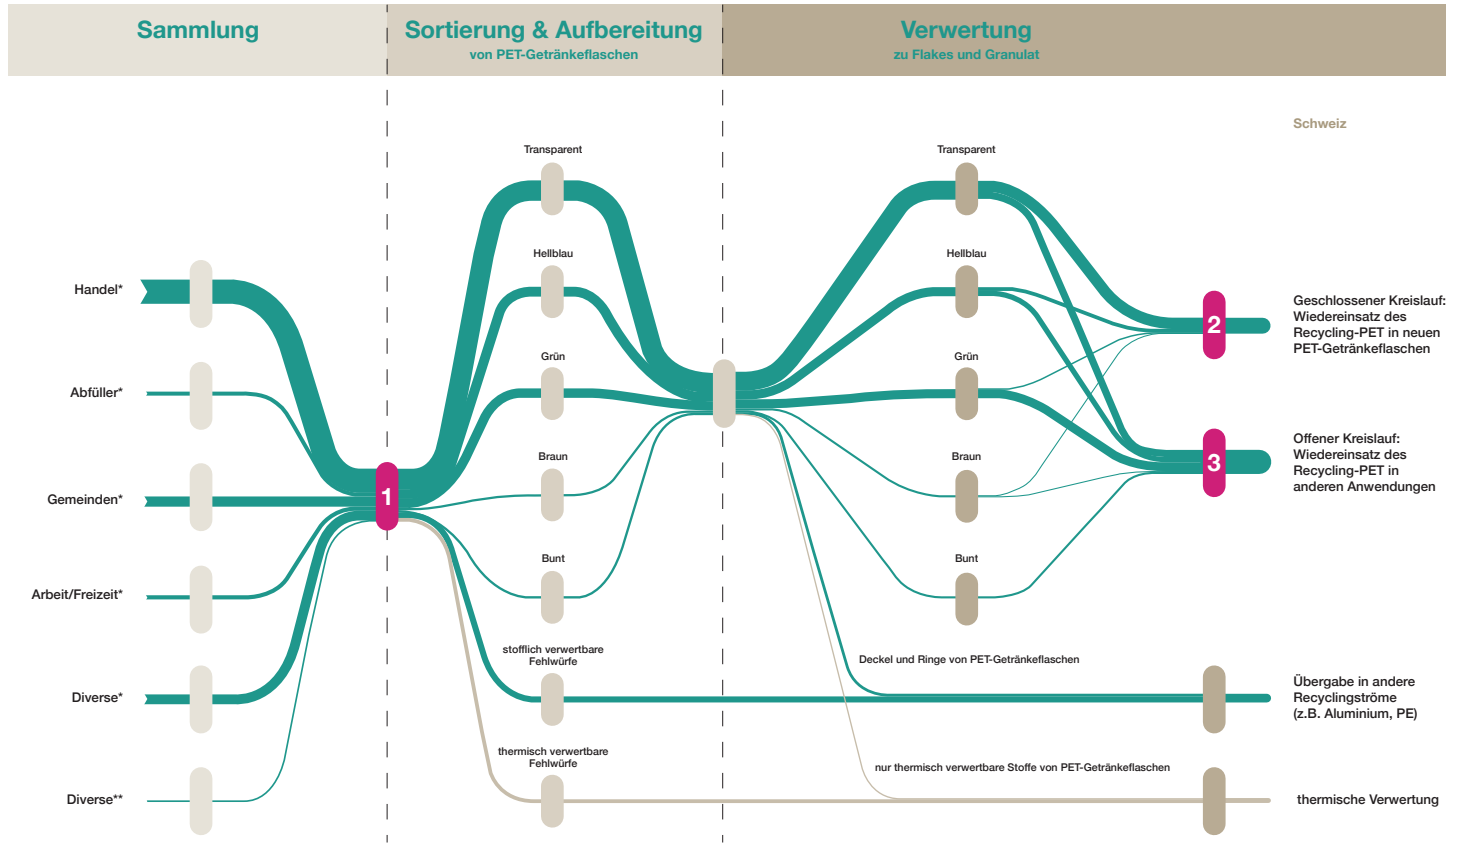 Sammlung
Sortierung & Aufbereitung
von PET-Getränkeflaschen
Verwertung
zu Flakes und Granulat
Schweiz
Handel*
Abfüller*
Gemeinden*
Arbeit/Freizeit*
Diverse*
Diverse**
1
Transparent
Hellblau
Grün
Braun
Bunt
stofflich verwertbare
Fehlwürfe
thermisch verwertbare
Fehlwürfe
Transparent
Hellblau
Grün
Braun
Bunt
Deckel und Ringe von PET-Getränkeflaschen
nur thermisch verwertbare Stoffe von PET-Getränkeflaschen
2
Geschlossener Kreislauf:
Wiedereinsatz des
Recycling-PET in neuen
PET-Getränkeflaschen
3
Offener Kreislauf:
Wiedereinsatz des
Recycling-PET in
anderen Anwendungen
Übergabe in andere
Recyclingströme
(z.B. Aluminium, PE)
thermische Verwertung